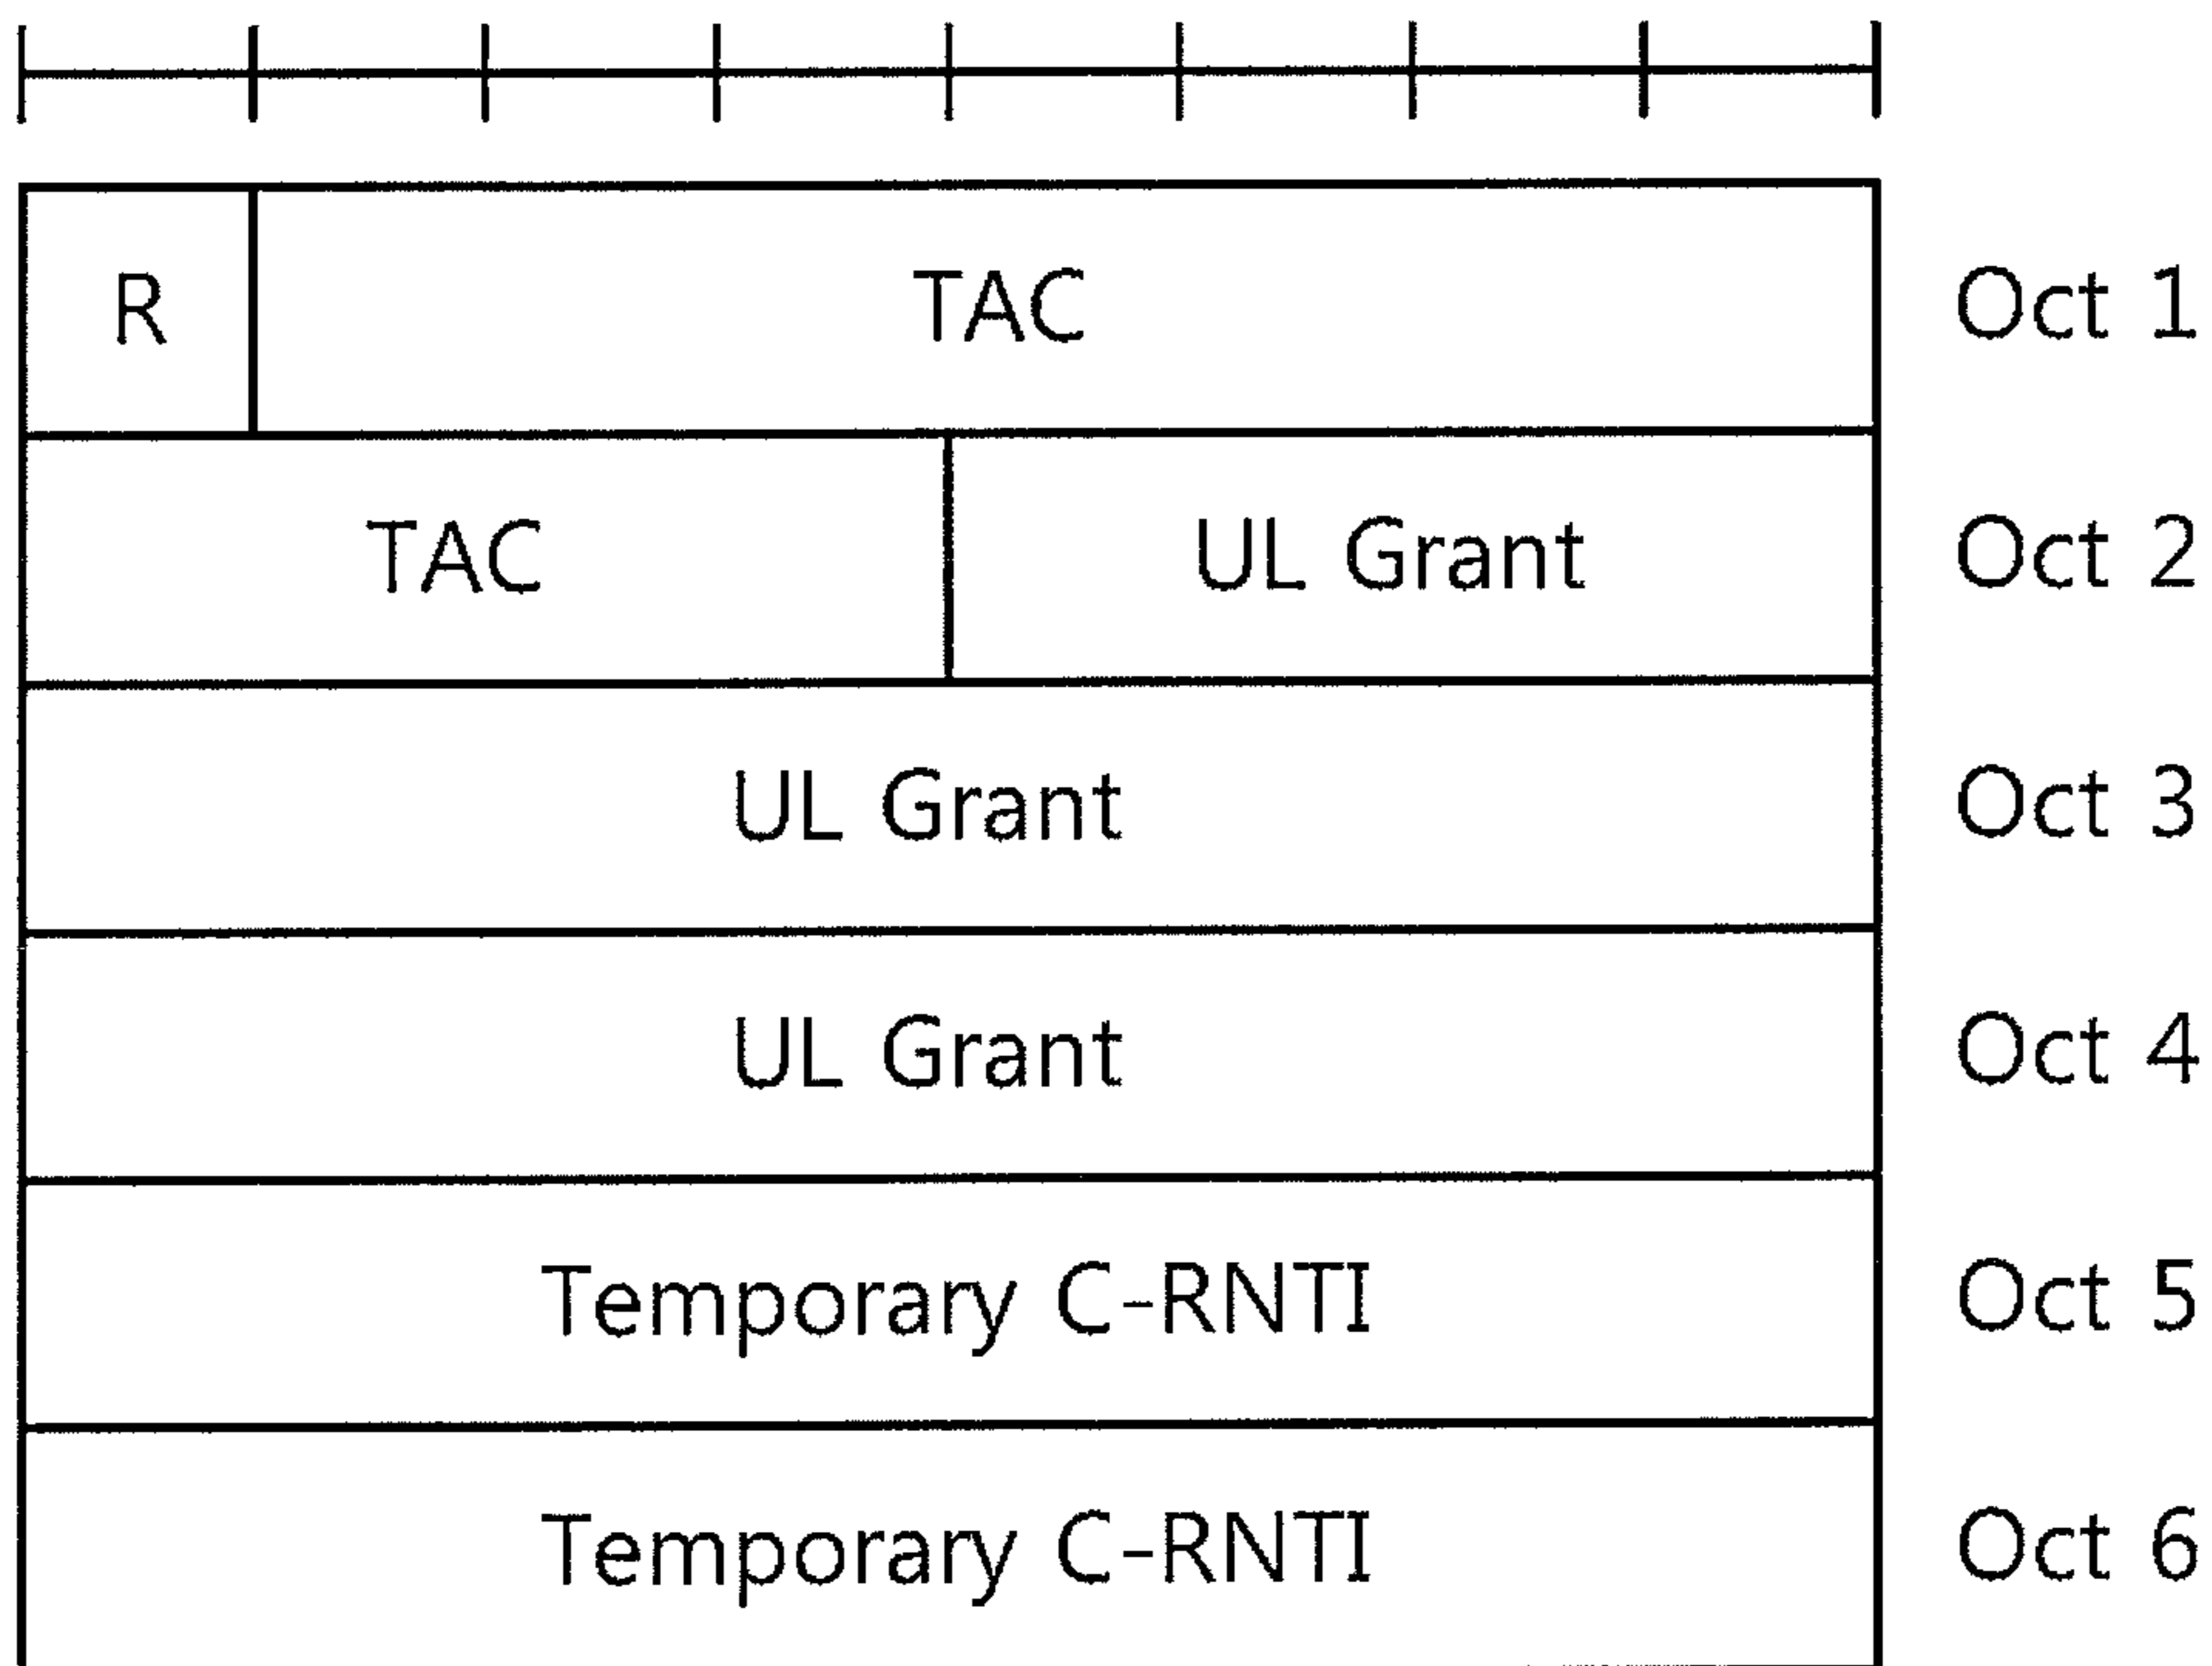 R TAC Oct 1
TAC UL Grant Oct 2
UL Grant Oct 3
UL Grant Oct 4
Temporary C-RNTI Oct 5
Temporary C-RNTI Oct 6